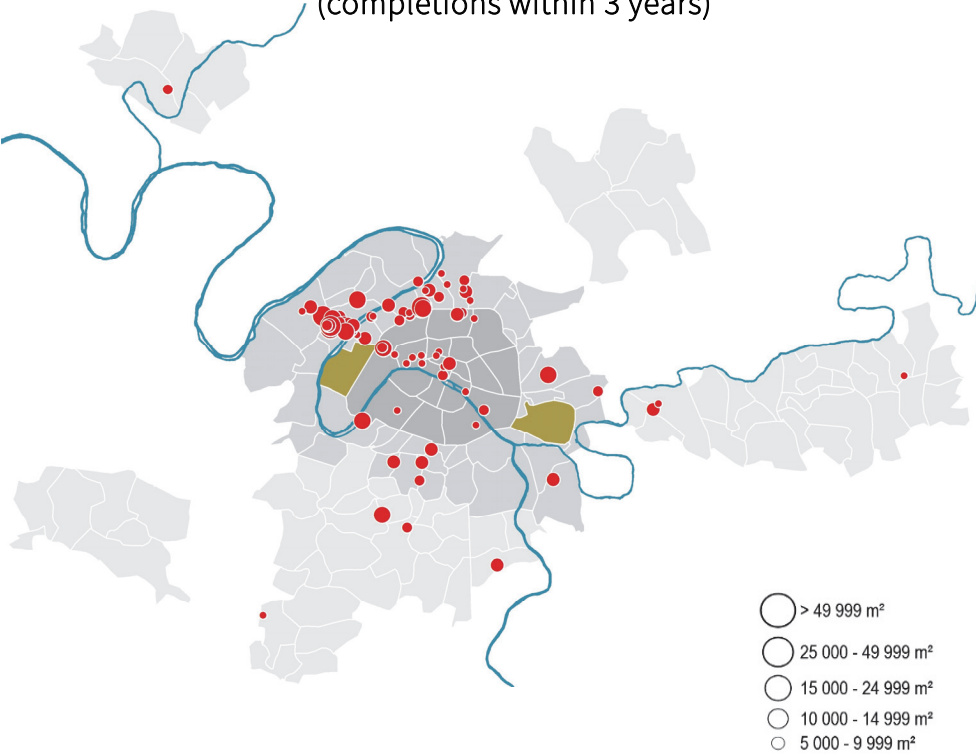 (completions within 3 years)
> 49 999 m²
25 000 - 49 999 m²
15 000 - 24 999 m²
10 000 - 14 999 m²
5 000 - 9 999 m²